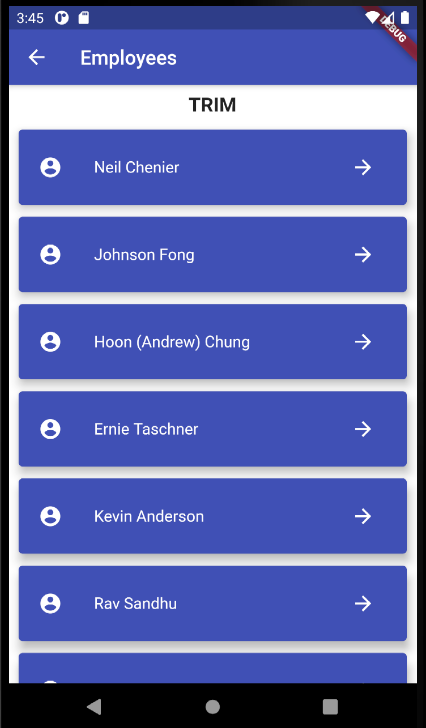 3:45
DEBUG
Employees
TRIM
Neil Chenier
Johnson Fong
Hoon (Andrew) Chung
Ernie Taschner
Kevin Anderson
Rav Sandhu